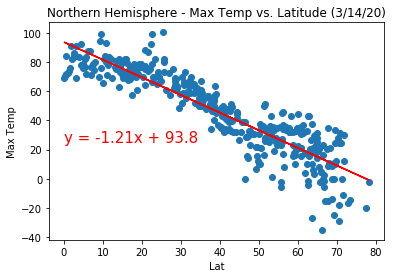 Northern Hemisphere - Max Temp vs. Latitude (3/14/20)
100
80
60
40
20
0
−20
−40
Max Temp
y = -1.21x + 93.8
0 10 20 30 40 50 60 70 80
Lat